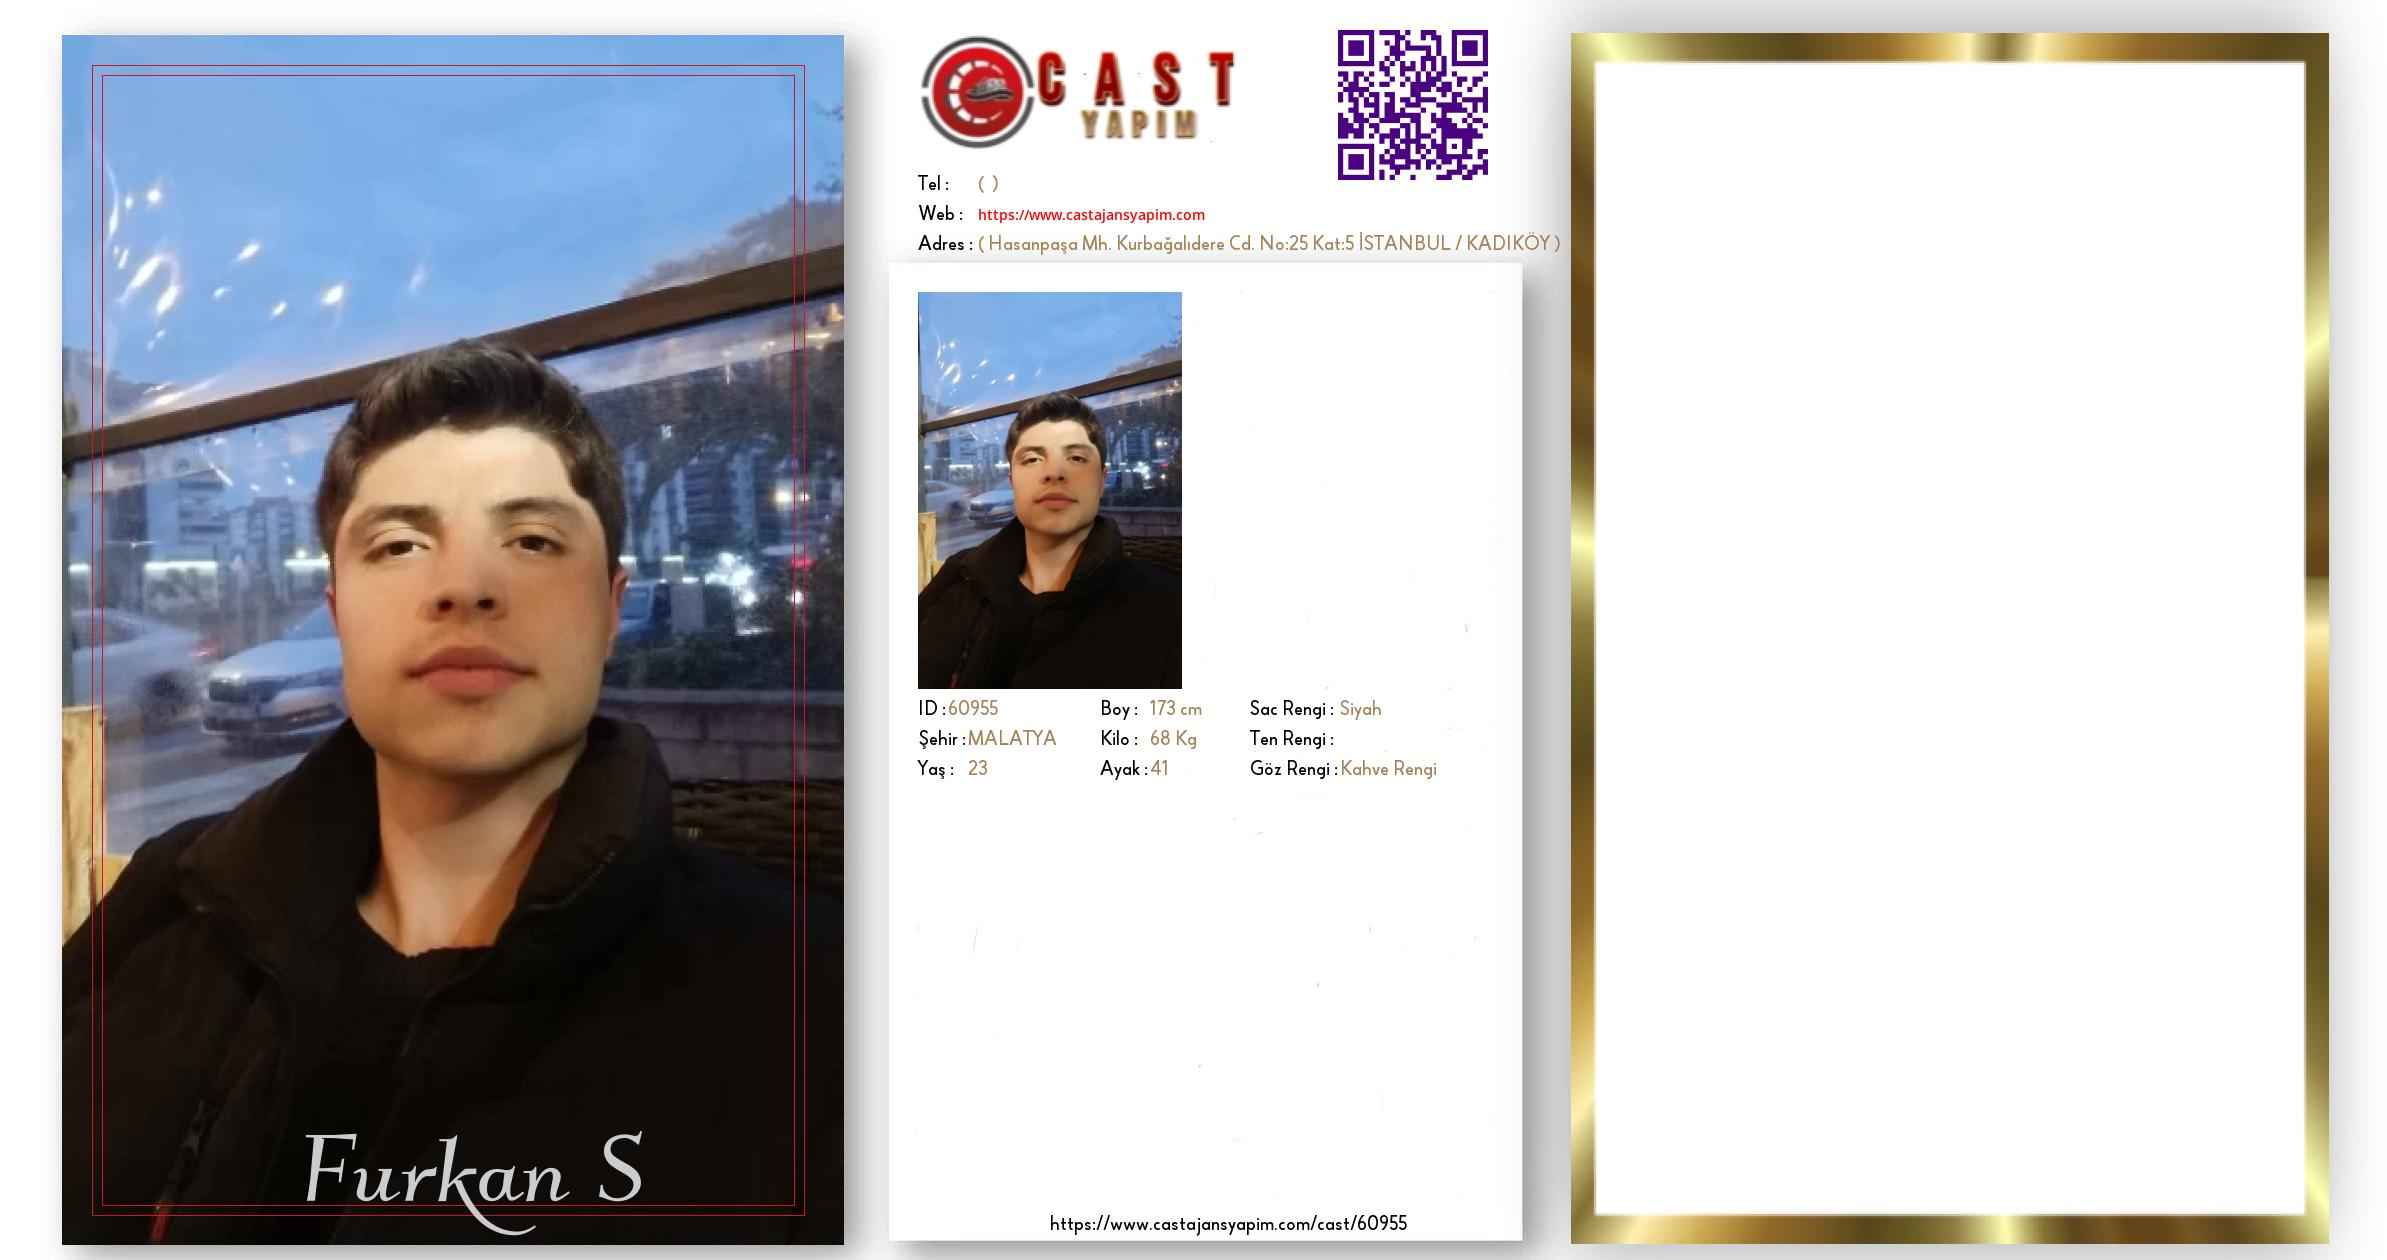 Furkan S
CAST
YAPIM
Tel : ( )
Web : https://www.castajansyapim.com
Adres : ( Hasanpaşa Mh. Kurbağalıdere Cd. No:25 Kat:5 İSTANBUL / KADIKÖY )
ID : 60955 Boy : 173 cm Sac Rengi : Siyah
Şehir : MALATYA Kilo : 68 Kg Ten Rengi :
Yaş : 23 Ayak : 41 Göz Rengi : Kahve Rengi
https://www.castajansyapim.com/cast/60955